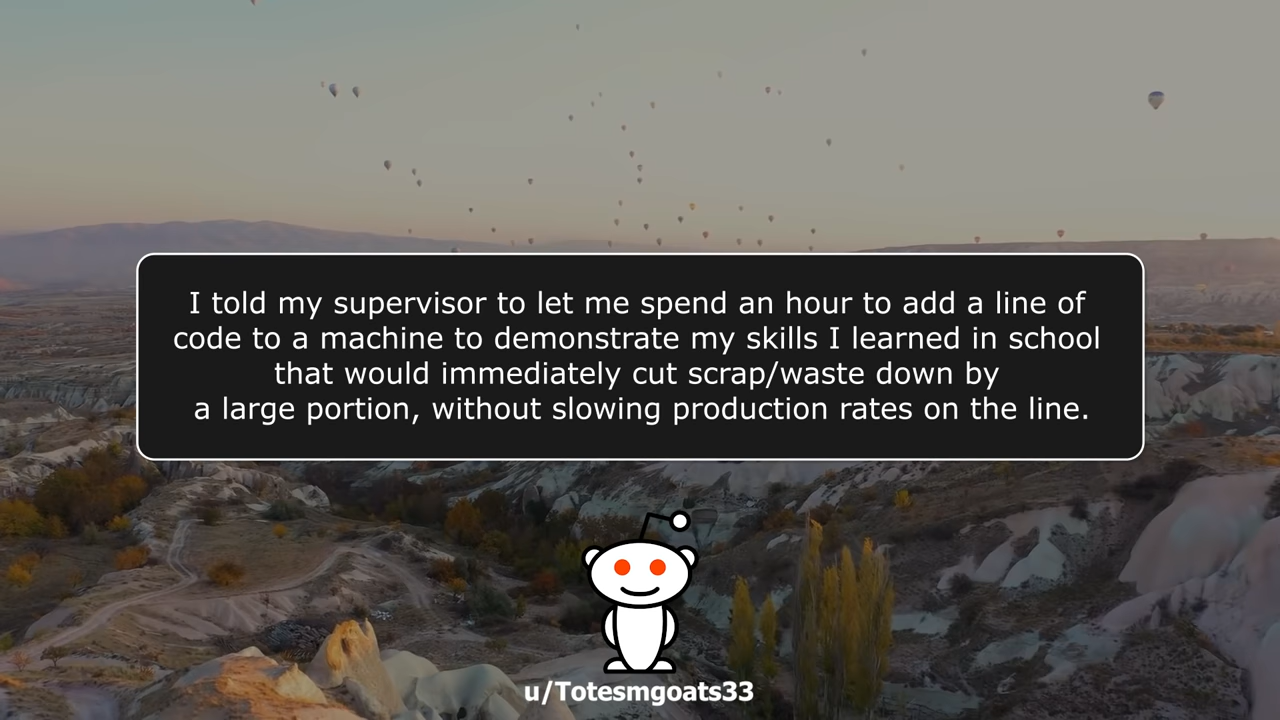 I told my supervisor to let me spend an hour to add a line of
code to a machine to demonstrate my skills I learned in school
that would immediately cut scrap/waste down by
a large portion, without slowing production rates on the line.
u/Totesmgoats33